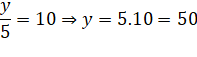 y/5 = 10 ⇒ y = 5.10 = 50